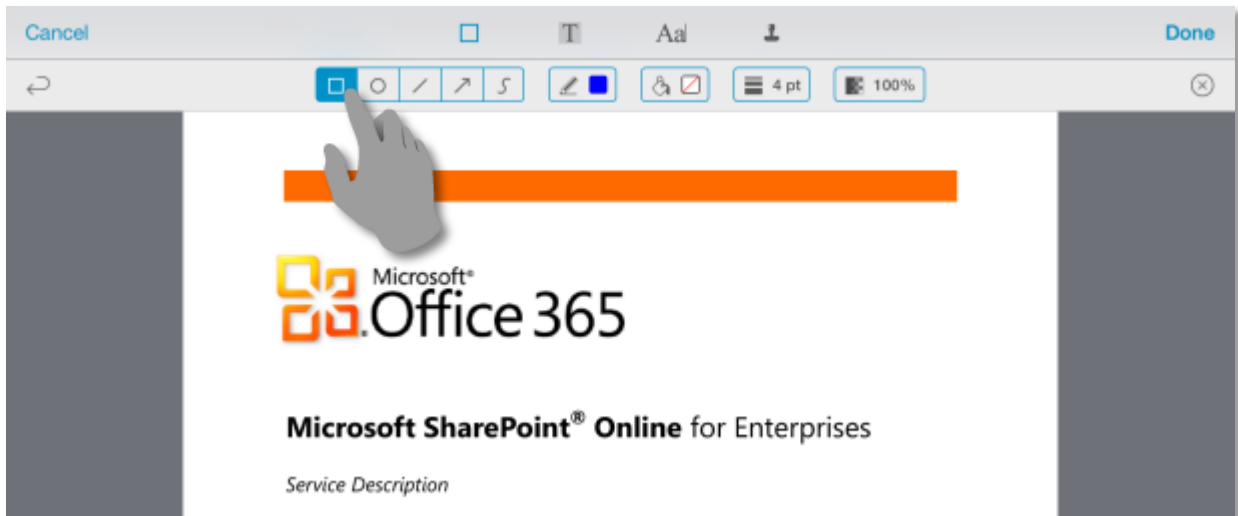 Cancel T Aa Done
4 pt 100%
Microsoft®
Office 365
Microsoft SharePoint® Online for Enterprises
Service Description